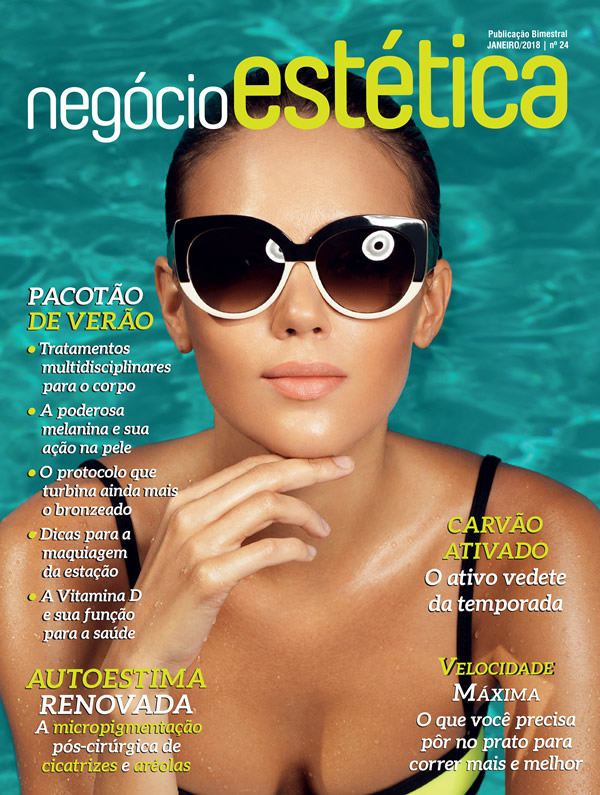 Publicação Bimestral
JANEIRO/2018 | nº 24
negócioestética
PACOTÃO
DE VERÃO
• Tratamentos
multidisciplinares
para o corpo
• A poderosa
melanina e sua
ação na pele
• O protocolo que
turbina ainda mais
o bronzeado
• Dicas para a
maquiagem
da estação
• A Vitamina D
e sua função
para a saúde
AUTOESTIMA
RENOVADA
A micropigmentação
pós-cirúrgica de
cicatrizes e aréolas
CARVÃO
ATIVADO
O ativo vedete
da temporada
VELOCIDADE
MÁXIMA
O que você precisa
pôr no prato para
correr mais e melhor